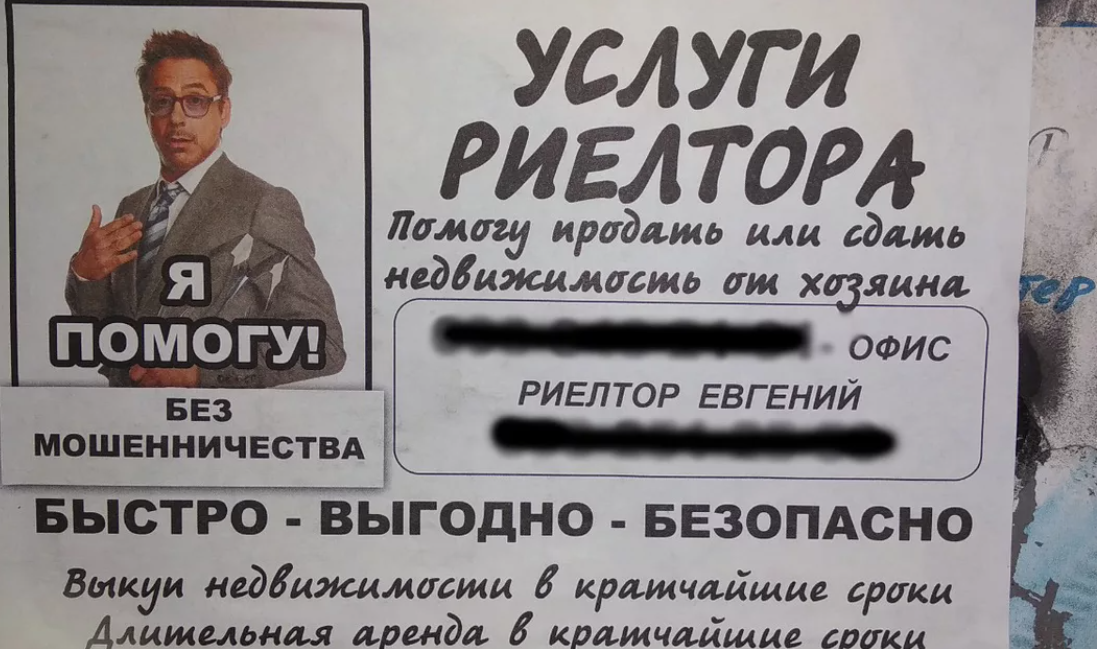 УСЛУГИ
РИЕЛТОРА
Помогу продать или сдать
недвижимость от хозяина
Я
ПОМОГУ!
БЕЗ
МОШЕННИЧЕСТВА
- ОФИС
РИЕЛТОР ЕВГЕНИЙ
БЫСТРО - ВЫГОДНО - БЕЗОПАСНО
Выкуп недвижимости в кратчайшие сроки
Длительная аренда в кратчайшие сроки